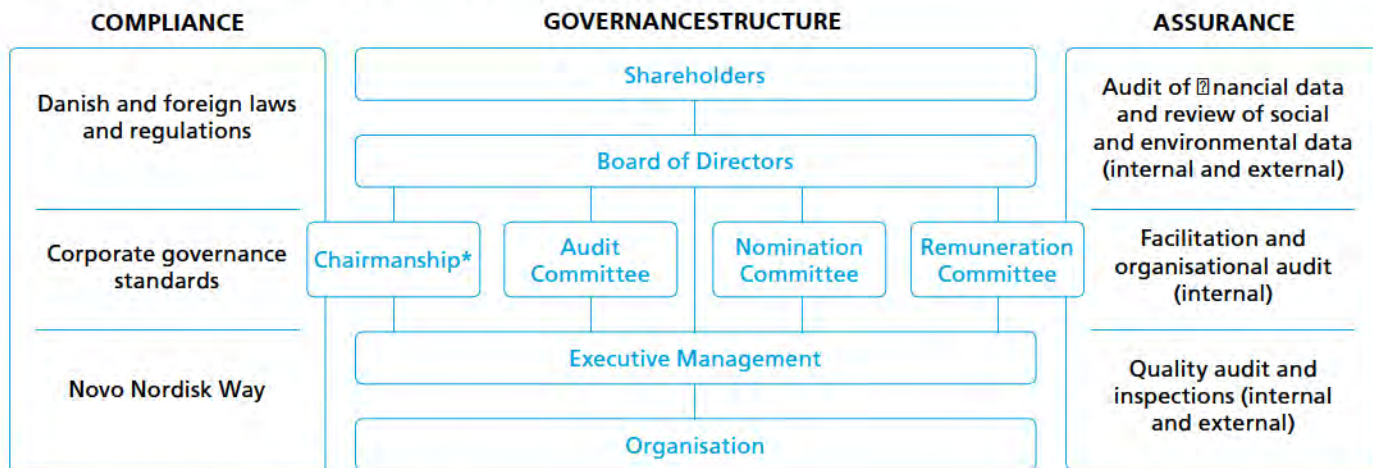 COMPLIANCE
GOVERNANCESTRUCTURE
ASSURANCE
Danish and foreign laws
and regulations
Corporate governance
standards
Novo Nordisk Way
Shareholders
Board of Directors
Chairmanship*
Audit
Committee
Nomination
Committee
Remuneration
Committee
Executive Management
Organisation
Audit of �nancial data
and review of social
and environmental data
(internal and external)
Facilitation and
organisational audit
(internal)
Quality audit and
inspections (internal
and external)